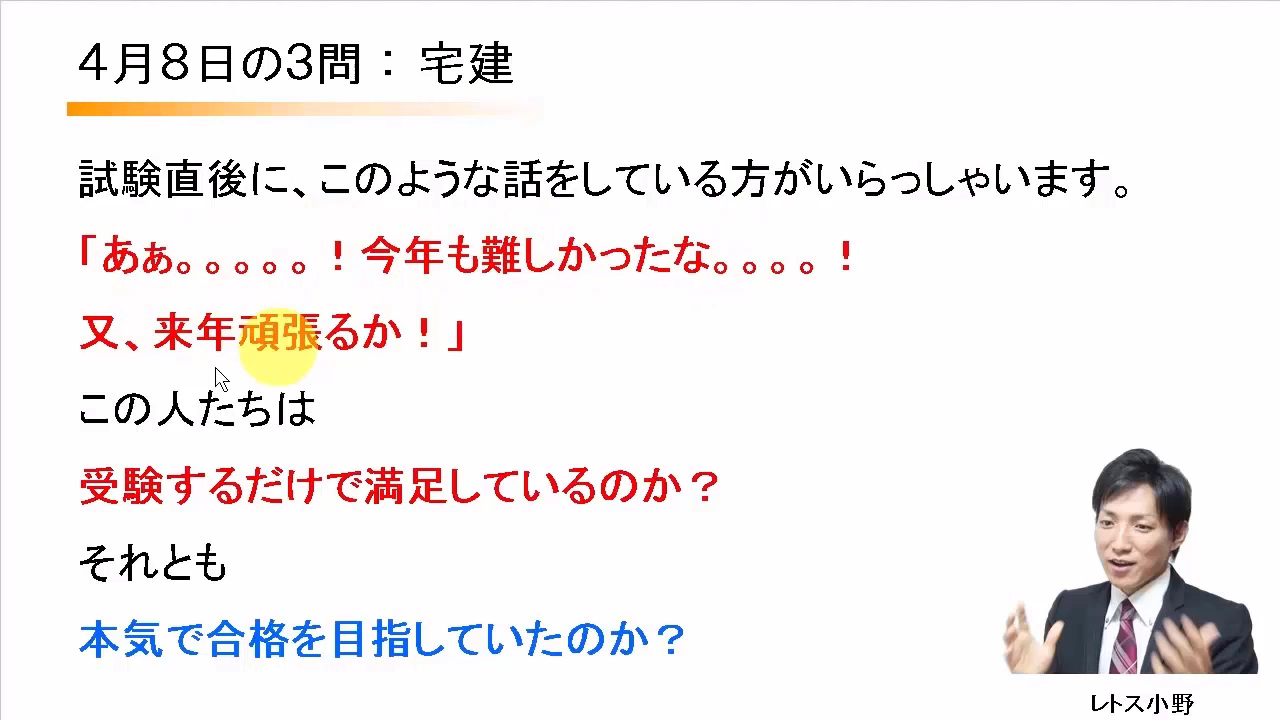 ４月８日の３問：宅建
試験直後に、このような話をしている方がいらっしゃいます。
「あぁ。。。。。！今年も難しかったな。。。。！
又、来年頑張るか！」
この人たちは
受験するだけで満足しているのか？
それとも
本気で合格を目指していたのか？
レトス小野